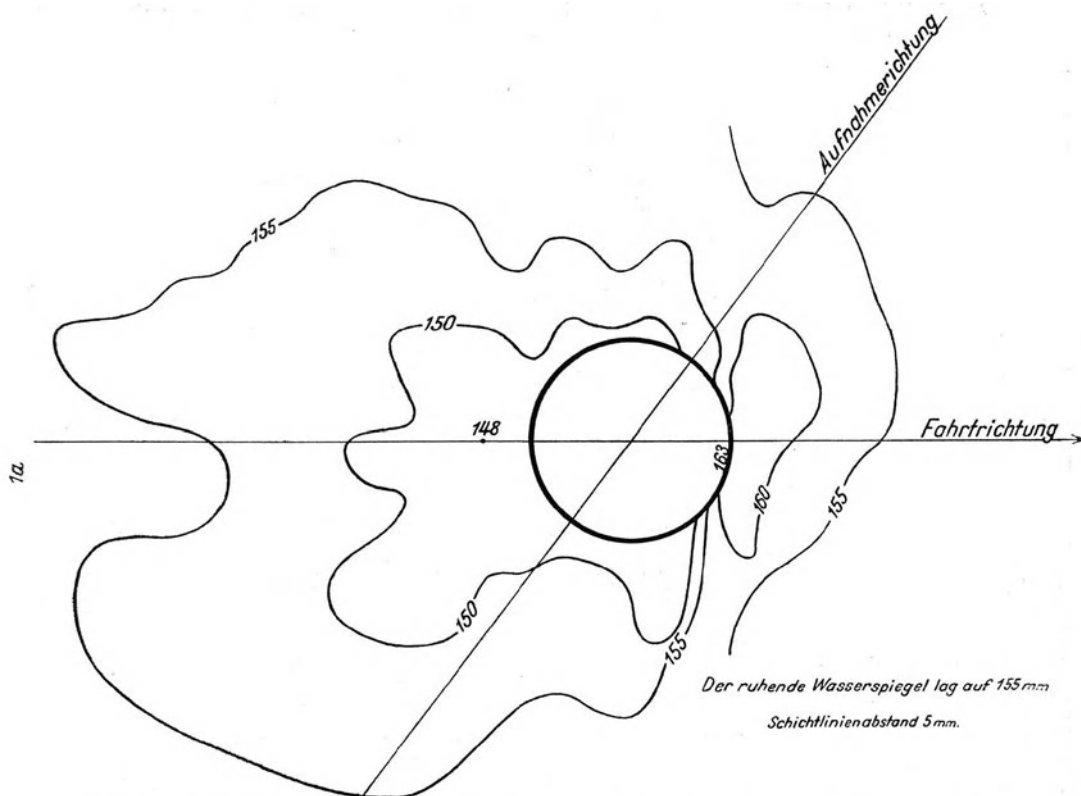 Aufnahmerichtung
155
150
148
Fahrtrichtung
163
160
155
150
155
1a
Der ruhende Wasserspiegel lag auf 155 mm
Schichtlinienabstand 5 mm.